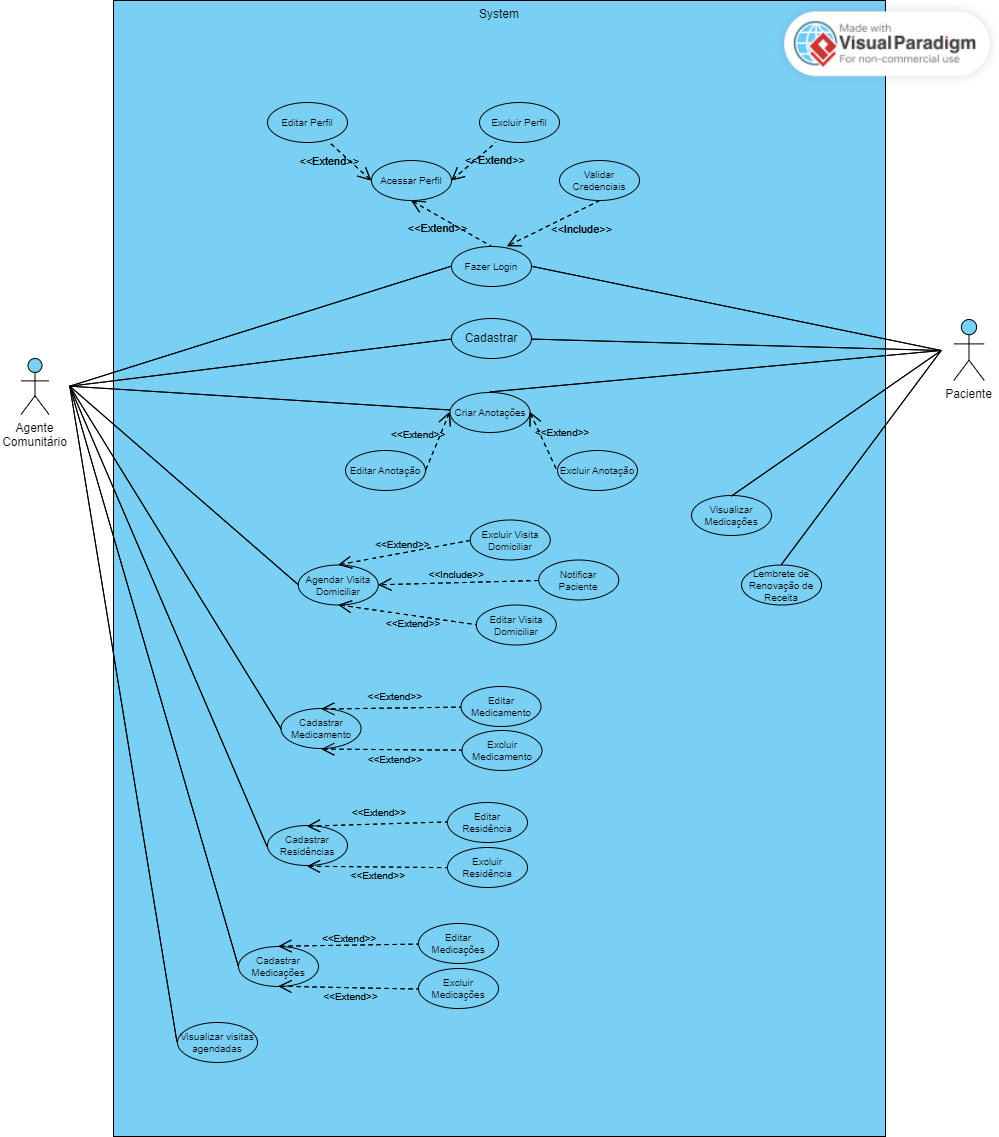 System
Made with
VisualParadigm
For non-commercial use
Editar Perfil
Excluir Perfil
<<Extend>>
<<Extend>>
Acessar Perfil
Validar
Credenciais
<<Extend>>
<<Include>>
Fazer Login
Cadastrar
Agente
Comunitário
Paciente
Criar Anotações
<<Extend>>
<<Extend>>
Editar Anotação
Excluir Anotação
Visualizar
Medicações
Excluir Visita
Domiciliar
<<Extend>>
Agendar Visita
Domiciliar
<<Include>>
Notificar
Paciente
Lembrete de
Renovação de
Receita
<<Extend>>
Editar Visita
Domiciliar
<<Extend>>
Editar
Medicamento
Cadastrar
Medicamento
Excluir
Medicamento
<<Extend>>
<<Extend>>
Editar
Residência
Cadastrar
Residências
Excluir
Residência
<<Extend>>
<<Extend>>
Editar
Medicações
Cadastrar
Medicações
Excluir
Medicações
<<Extend>>
Visualizar visitas
agendadas